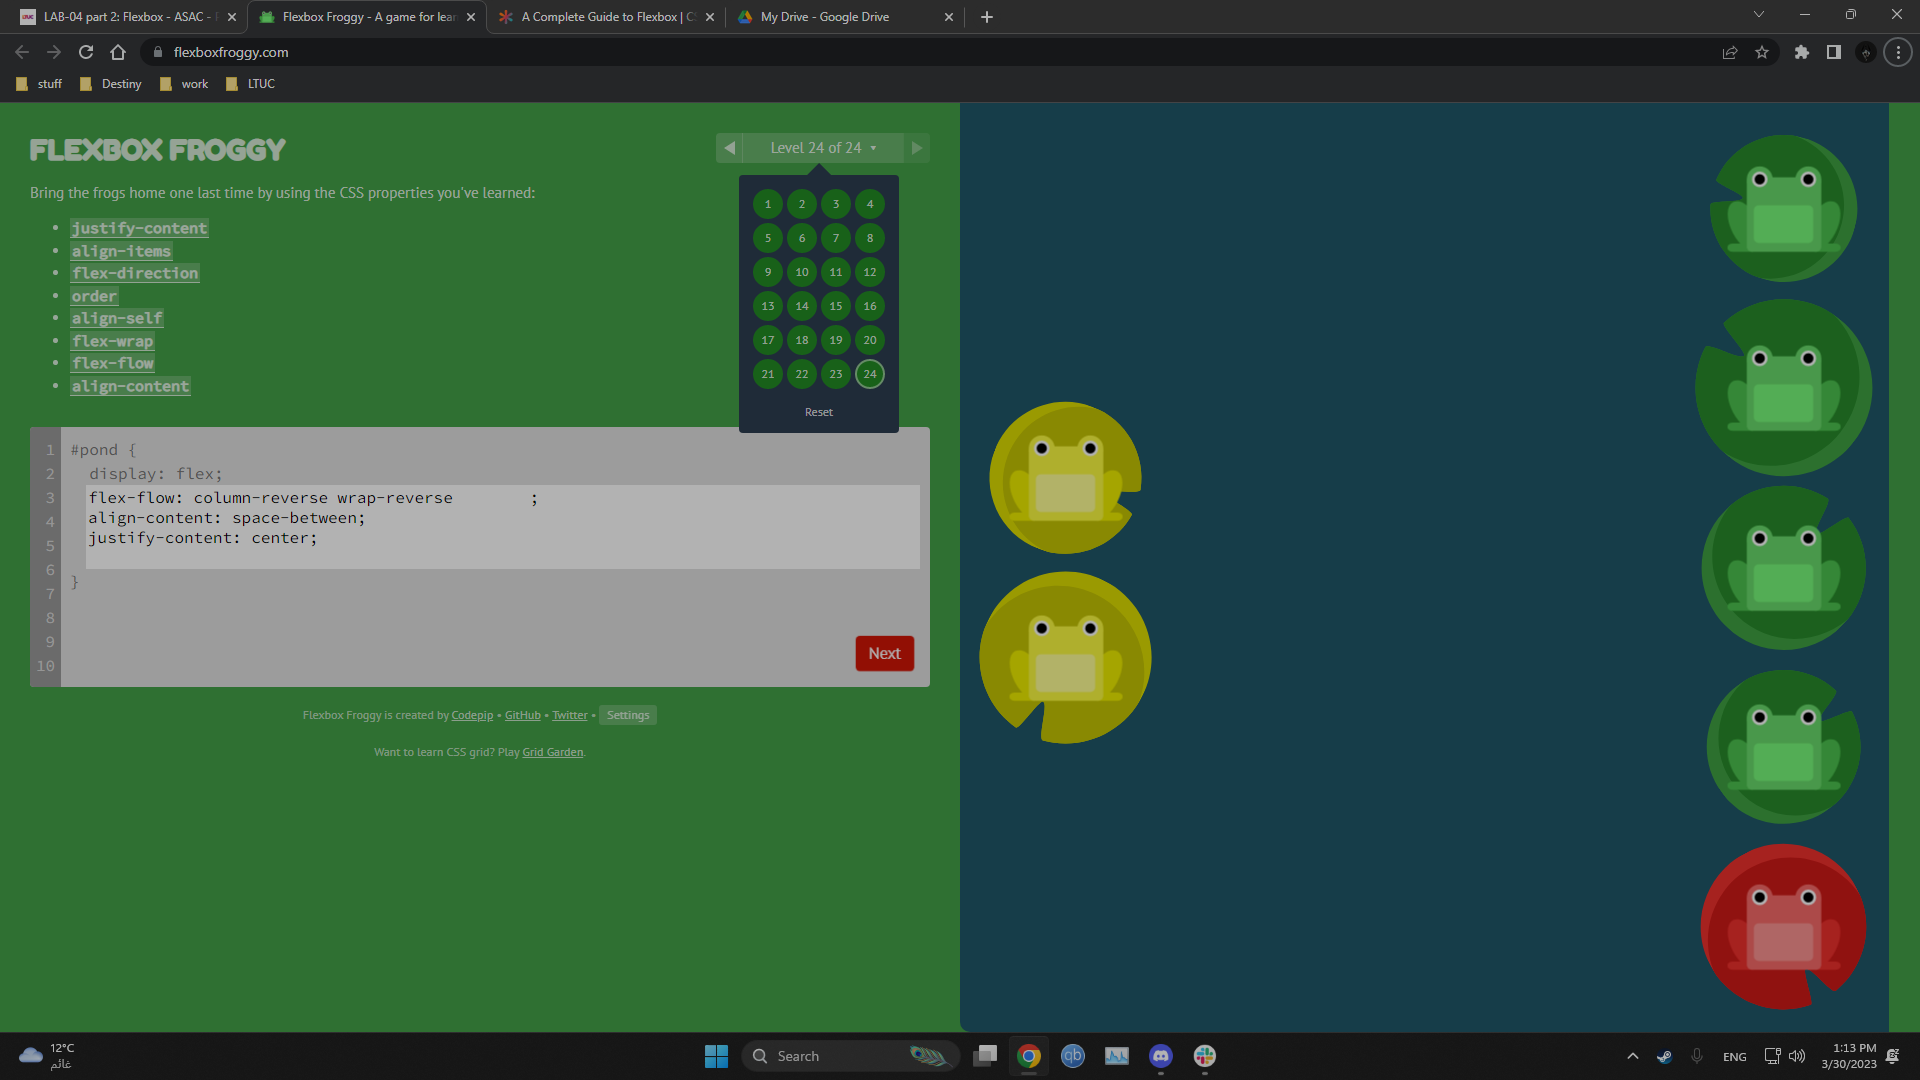 LAB-04 part 2: Flexbox - ASAC -
Flexbox Froggy - A game for lear
A Complete Guide to Flexbox | CS
My Drive - Google Drive
flexboxfroggy.com
stuff
Destiny
work
LTUC
FLEXBOX FROGGY
Level 24 of 24
Bring the frogs home one last time by using the CSS properties you've learned:
justify-content
align-items
flex-direction
order
align-self
flex-wrap
flex-flow
align-content
1 2 3 4
5 6 7 8
9 10 11 12
13 14 15 16
17 18 19 20
21 22 23 24
Reset
1
2
3
4
5
6
7
8
9
10
#pond {
display: flex;
flex-flow: column-reverse wrap-reverse        ;
align-content: space-between;
justify-content: center;
}
Next
Flexbox Froggy is created by Codepip • GitHub • Twitter • Settings
Want to learn CSS grid? Play Grid Garden.
12°C
غائم
Search
qb
ENG
1:13 PM
3/30/2023